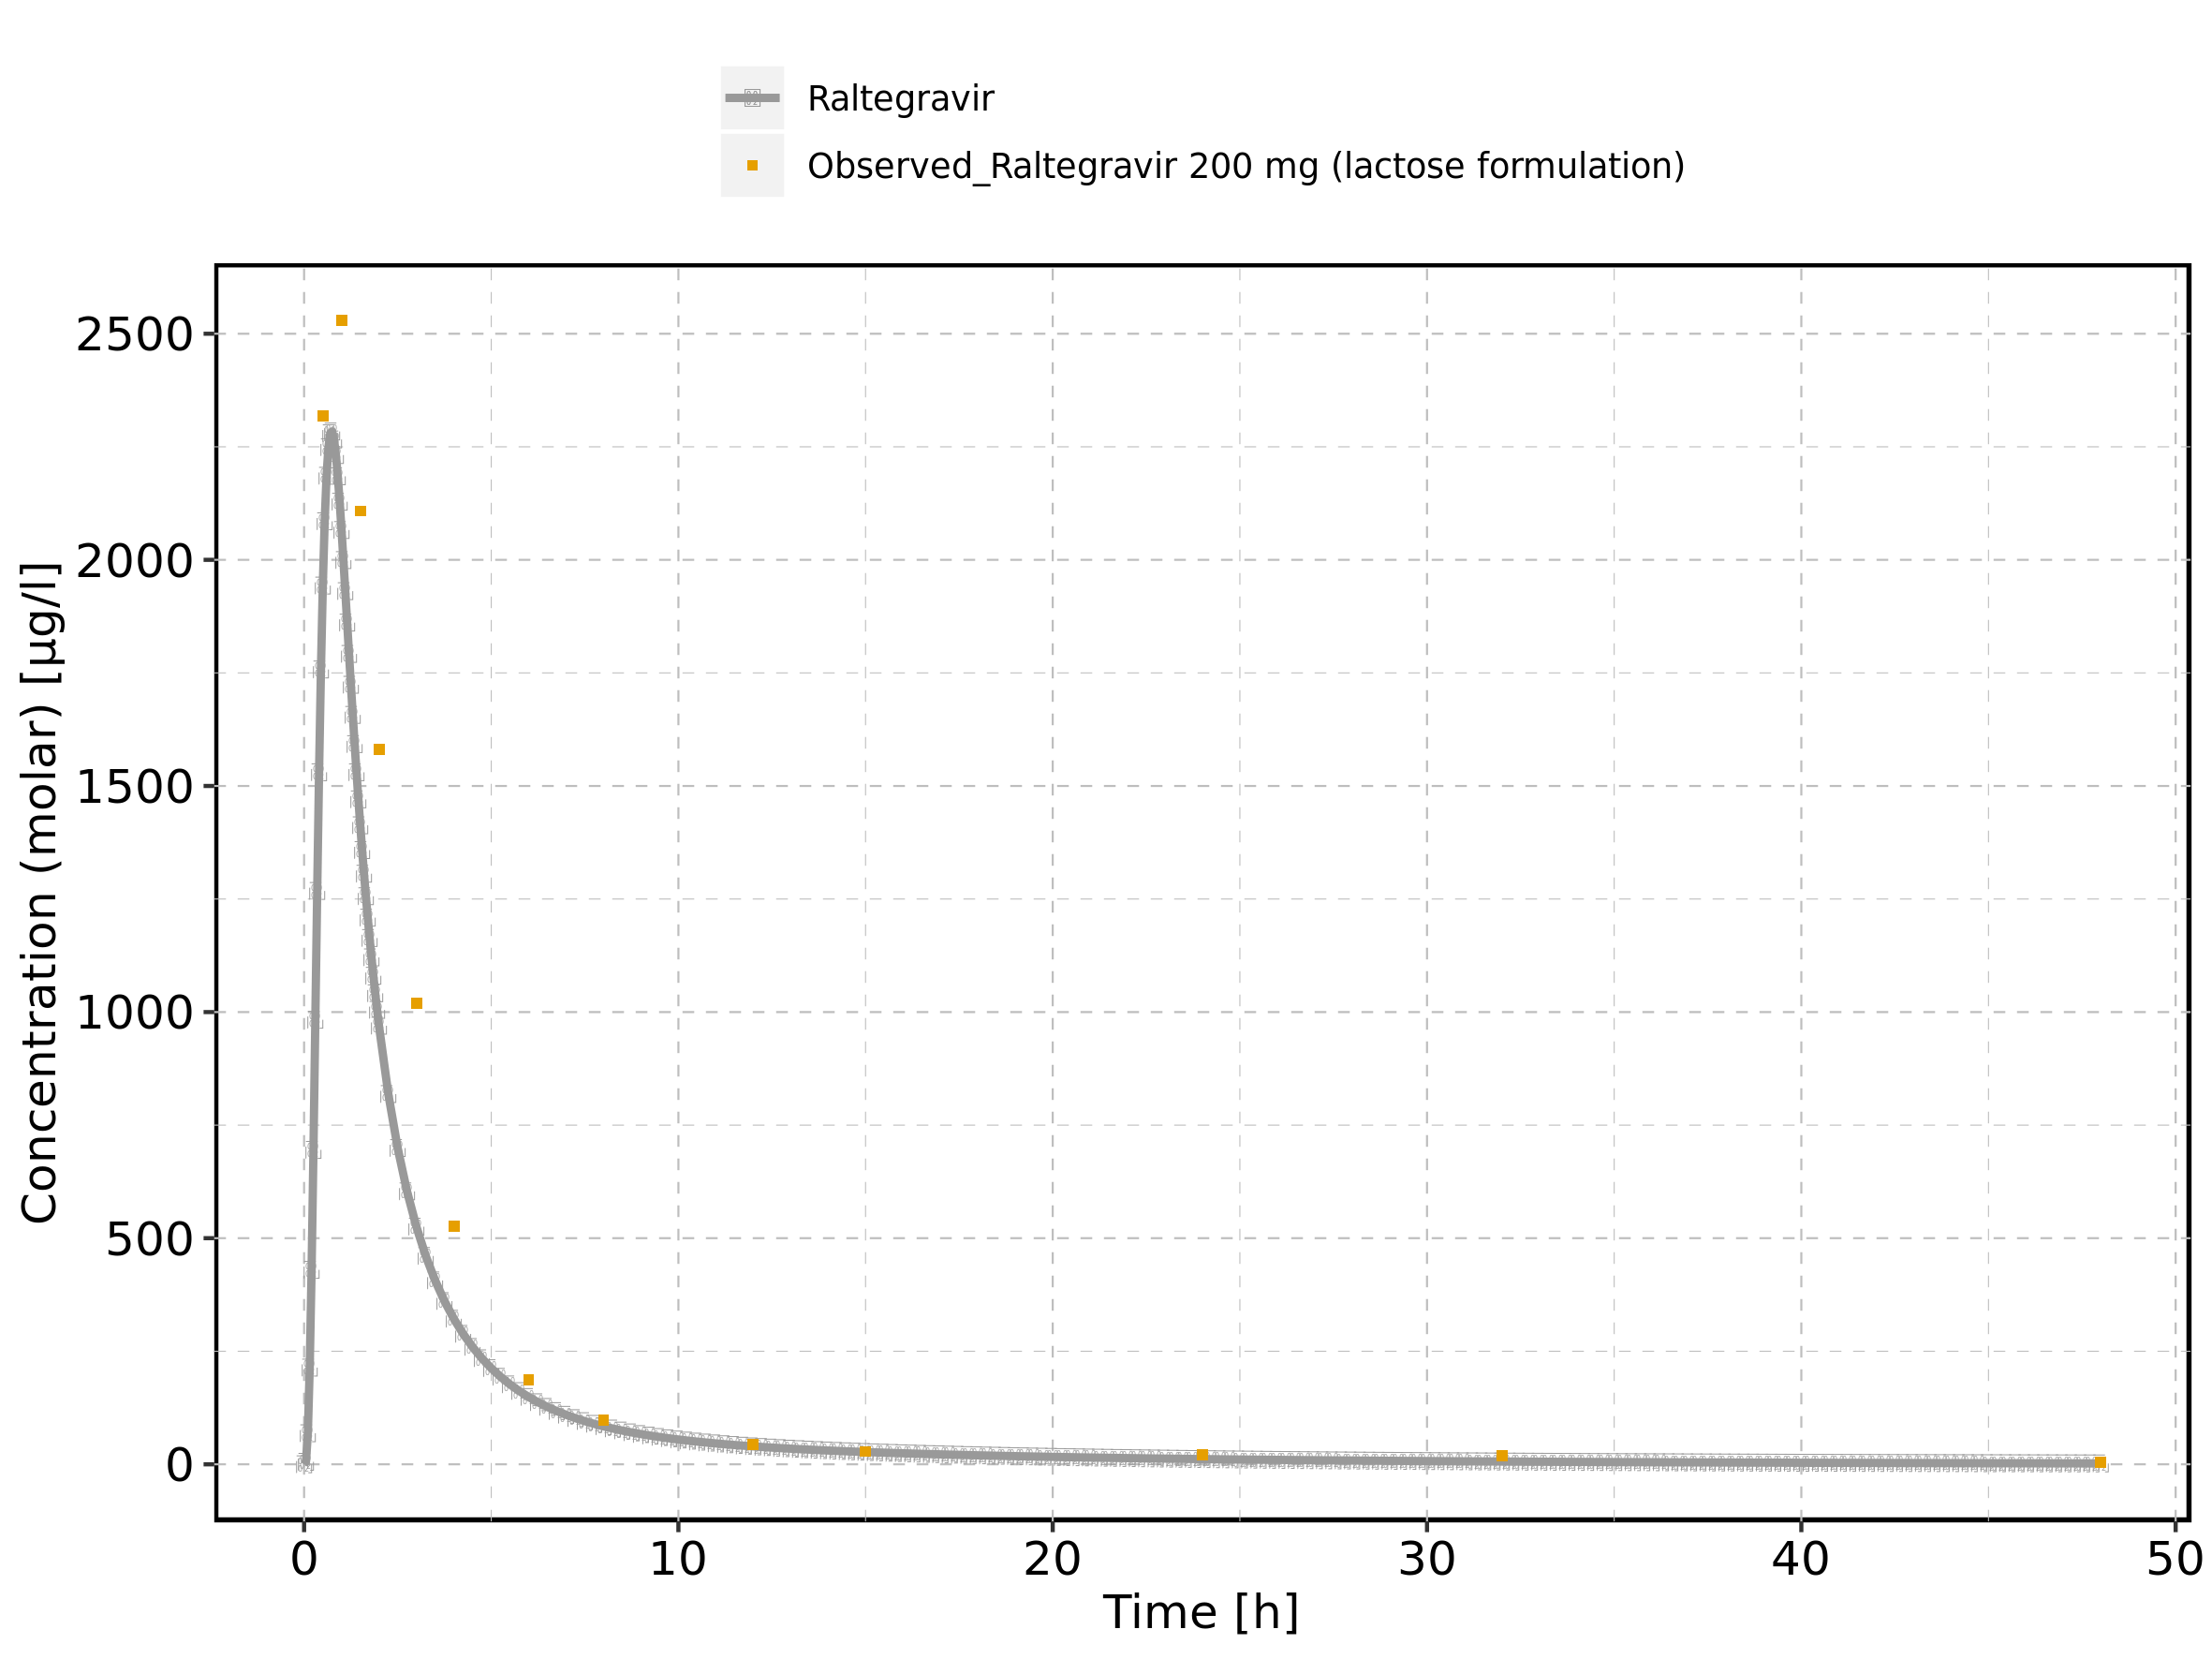 Raltegravir
Observed_Raltegravir 200 mg (lactose formulation)
2500
2000
1500
1000
500
0
Concentration (molar) [µg/l]
0 10 20 30 40 50
Time [h]